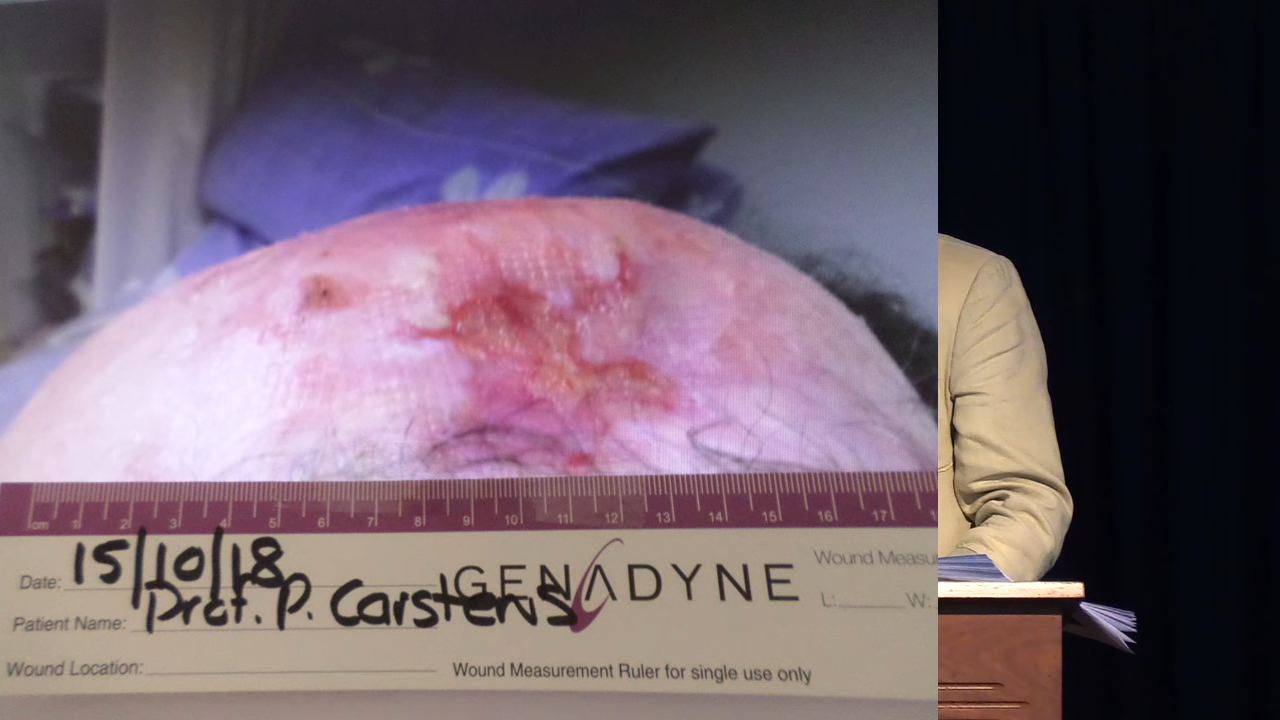 cm 1 2 3 4 5 6 7 8 9 10 11 12 13 14 15 16 17
Date: 15/10/18
GENADYNE
Wound Measur
L: W:
Patient Name: Prof. P. Carstens
Wound Location:
Wound Measurement Ruler for single use only